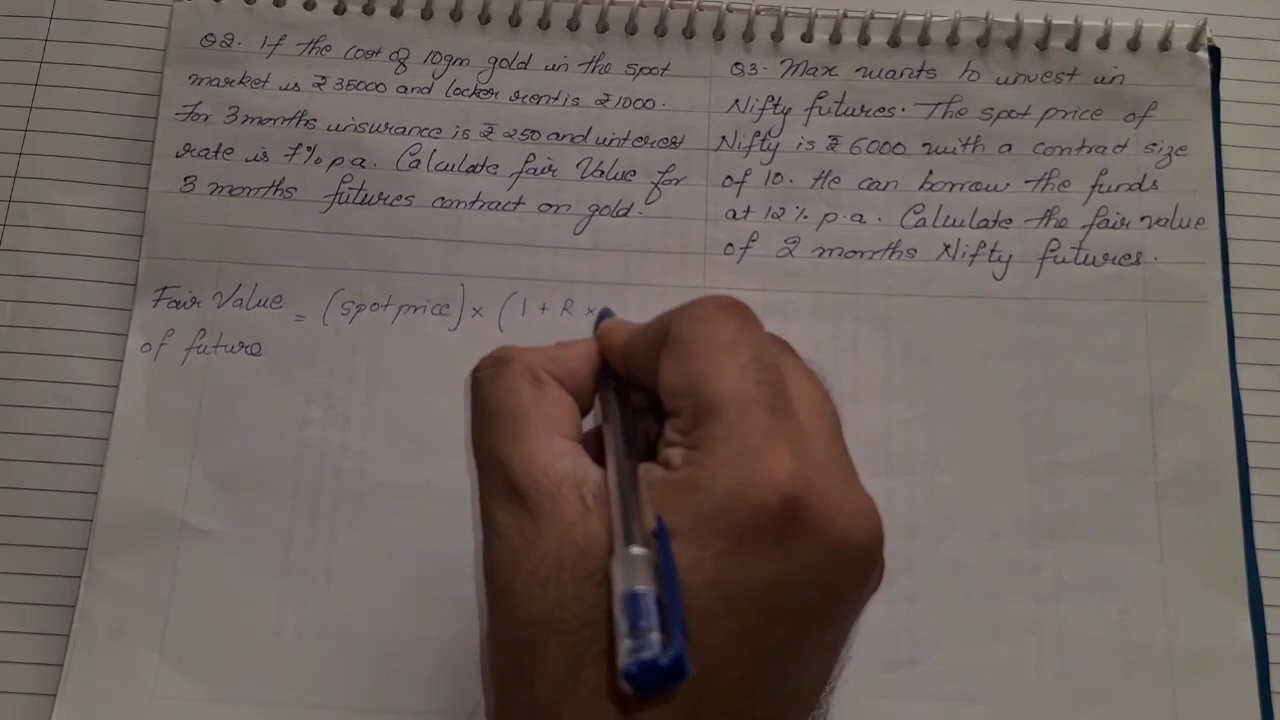 Q2. If the cost of 10gm gold in the spot
market is ₹35000 and locker rent is ₹1000.
For 3 months insurance is ₹250 and interest
rate is 7% p.a. Calculate fair Value for
3 months futures contract on gold.
Q3. Max wants to invest in
Nifty futures. The spot price of
Nifty is ₹6000 with a contract size
of 10. He can borrow the funds
at 12% p.a. Calculate the fair value
of 2 months Nifty futures.
Fair Value = (spot price) × (1 + R ×
of future